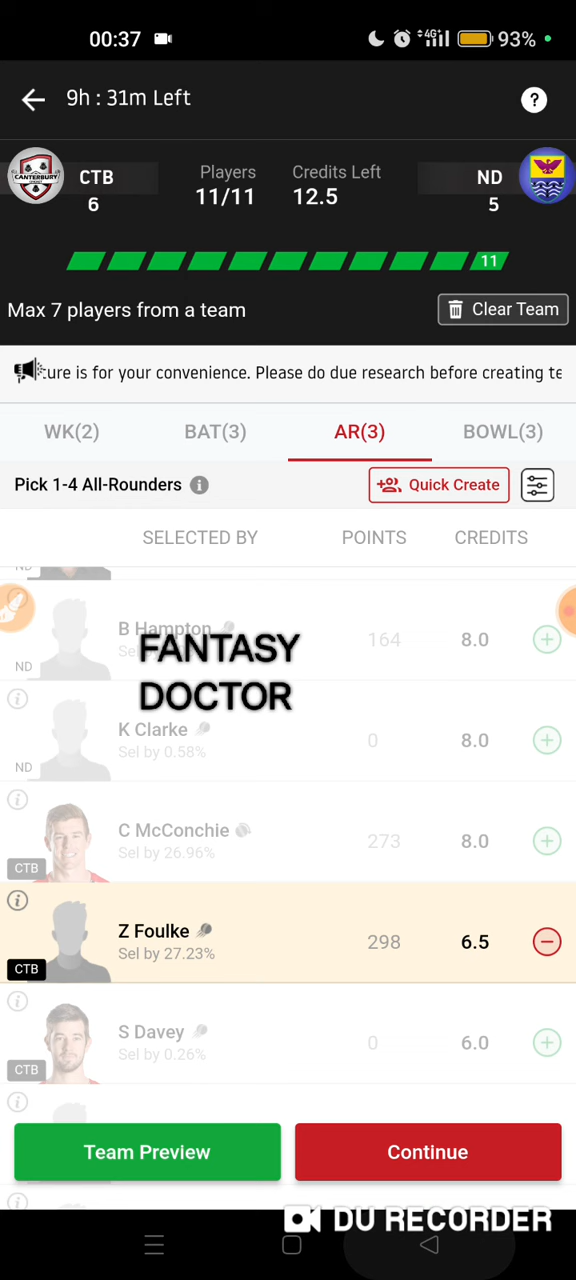 00:37
4G
93%
9h : 31m Left
?
CANTERBURY
CTB
6
Players
11/11
Credits Left
12.5
ND
5
11
Max 7 players from a team
Clear Team
ure is for your convenience. Please do due research before creating te
WK(2)
BAT(3)
AR(3)
BOWL(3)
Pick 1-4 All-Rounders
Quick Create
SELECTED BY
POINTS
CREDITS
ND
B Hampton
164
8.0
ND
FANTASY
DOCTOR
K Clarke
Sel by 0.58%
0
8.0
ND
C McConchie
Sel by 26.96%
273
8.0
CTB
Z Foulke
Sel by 27.23%
298
6.5
CTB
S Davey
Sel by 0.26%
0
6.0
CTB
Team Preview
Continue
DU RECORDER